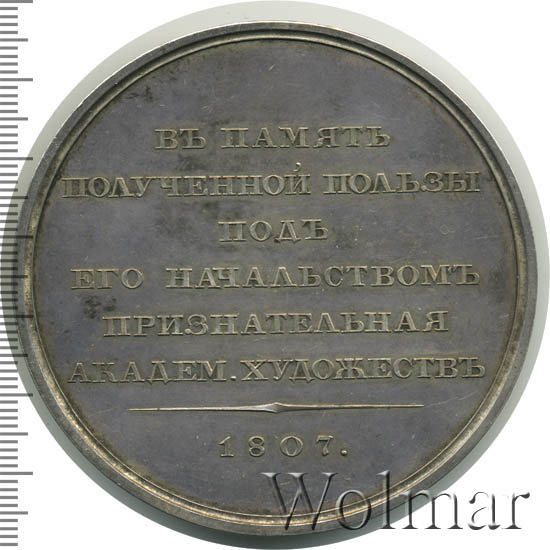 ВЪ ПАМЯТЬ
ПОЛУЧЕННОЙ ПОЛЬЗЫ
ПОДЪ
ЕГО НАЧАЛЬСТВОМЪ
ПРИЗНАТЕЛЬНАЯ
АКАДЕМ. ХУДОЖЕСТВЪ
1807.
Wolmar